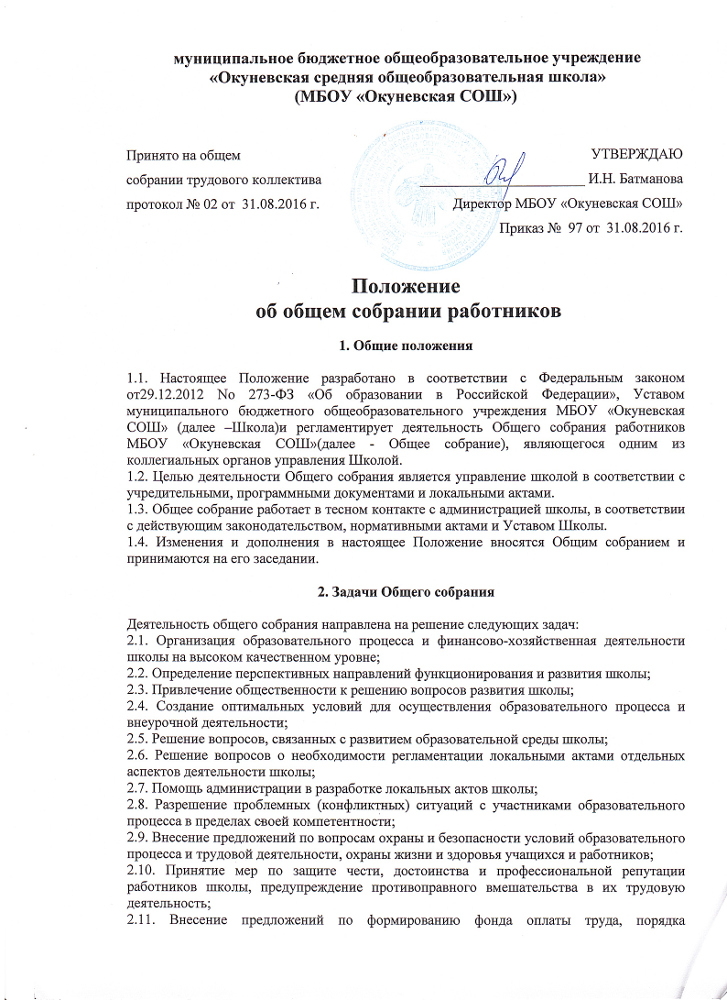 муниципальное бюджетное общеобразовательное учреждение
«Окуневская средняя общеобразовательная школа»
(МБОУ «Окуневская СОШ»)
Принято на общем
УТВЕРЖДАЮ
собрании трудового коллектива
И.Н. Батманова
протокол № 02 от 31.08.2016 г.
Директор МБОУ «Окуневская СОШ»
Приказ № 97 от 31.08.2016 г.
Положение
об общем собрании работников
1. Общие положения
1.1. Настоящее Положение разработано в соответствии с Федеральным законом
от29.12.2012 No 273-ФЗ «Об образовании в Российской Федерации», Уставом
муниципального бюджетного общеобразовательного учреждения МБОУ «Окуневская
СОШ» (далее –Школа)и регламентирует деятельность Общего собрания работников
МБОУ «Окуневская СОШ»(далее - Общее собрание), являющегося одним из
коллегиальных органов управления Школой.
1.2. Целью деятельности Общего собрания является управление школой в соответствии с
учредительными, программными документами и локальными актами.
1.3. Общее собрание работает в тесном контакте с администрацией школы, в соответствии
с действующим законодательством, нормативными актами и Уставом Школы.
1.4. Изменения и дополнения в настоящее Положение вносятся Общим собранием и
принимаются на его заседании.
2. Задачи Общего собрания
Деятельность общего собрания направлена на решение следующих задач:
2.1. Организация образовательного процесса и финансово-хозяйственная деятельности
школы на высоком качественном уровне;
2.2. Определение перспективных направлений функционирования и развития школы;
2.3. Привлечение общественности к решению вопросов развития школы;
2.4. Создание оптимальных условий для осуществления образовательного процесса и
внеурочной деятельности;
2.5. Решение вопросов, связанных с развитием образовательной среды школы;
2.6. Решение вопросов о необходимости регламентации локальными актами отдельных
аспектов деятельности школы;
2.7. Помощь администрации в разработке локальных актов школы;
2.8. Разрешение проблемных (конфликтных) ситуаций с участниками образовательного
процесса в пределах своей компетентности;
2.9. Внесение предложений по вопросам охраны и безопасности условий образовательного
процесса и трудовой деятельности, охраны жизни и здоровья учащихся и работников;
2.10. Принятие мер по защите чести, достоинства и профессиональной репутации
работников школы, предупреждение противоправного вмешательства в их трудовую
деятельность;
2.11. Внесение предложений по формированию фонда оплаты труда, порядка